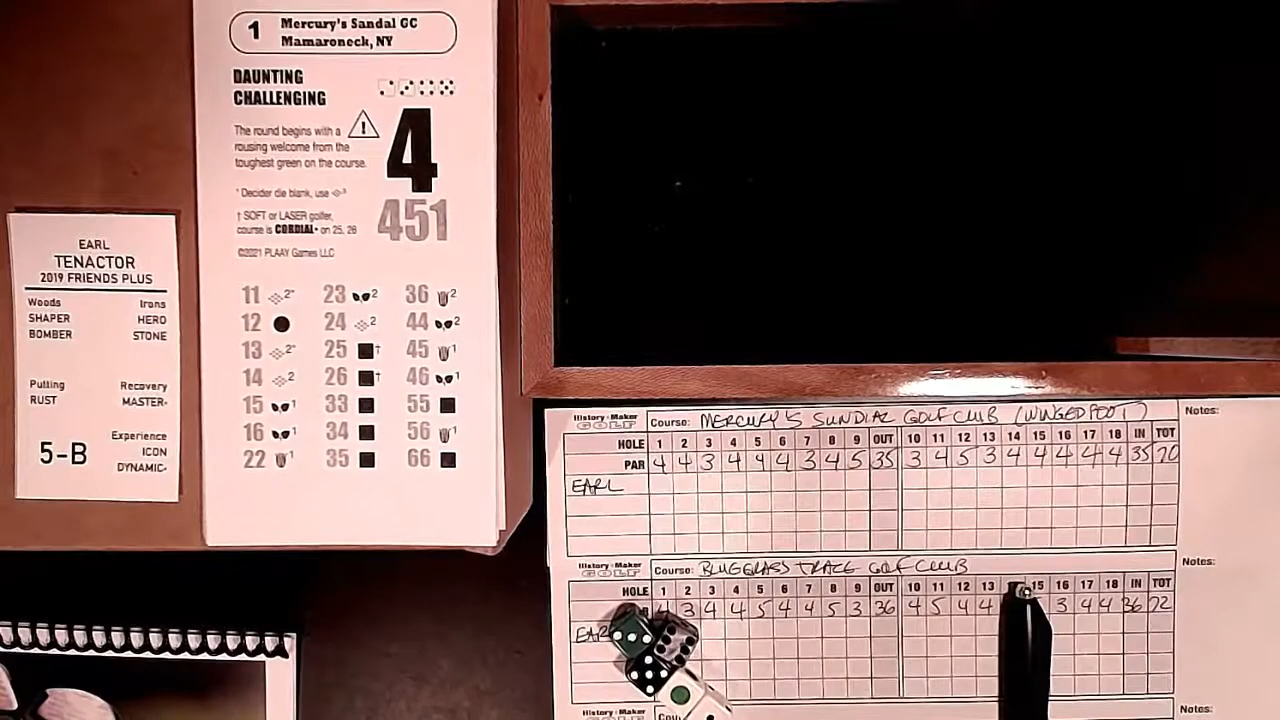 1 Mercury's Sandal GC
Mamaroneck, NY
DAUNTING
CHALLENGING
The round begins with a
rousing welcome from the
toughest green on the course.
4
451
* Decider die blank, use 3
† SOFT or LASER golfer,
course is CORDIAL• on 25, 26
©2021 PLAAY Games LLC
11 2* 23 2 36 2
12 24 2 44 2
13 2* 25 † 45 1
14 2 26 † 46 1
15 1 33 55
16 1 34 56 1
22 1 35 66
EARL
TENACTOR
2019 FRIENDS PLUS
Woods Irons
SHAPER HERO
BOMBER STONE
Putting Recovery
RUST MASTER•
Experience
5-B ICON
DYNAMIC•
History Maker
GOLF
Course: MERCURY'S SUNDIAL GOLF CLUB (WINGED FOOT)
Notes:
HOLE 1 2 3 4 5 6 7 8 9 OUT 10 11 12 13 14 15 16 17 18 IN TOT
PAR 4 4 3 4 4 4 3 4 5 35 3 4 5 3 4 4 4 4 4 35 70
EARL
History Maker
GOLF
Course: BLUEGRASS TRACE GOLF CLUB
Notes:
HOLE 1 2 3 4 5 6 7 8 9 OUT 10 11 12 13 15 16 17 18 IN TOT
4 3 4 4 5 4 4 5 3 36 4 5 4 4 3 4 4 36 72
EARL
History Maker
Notes: